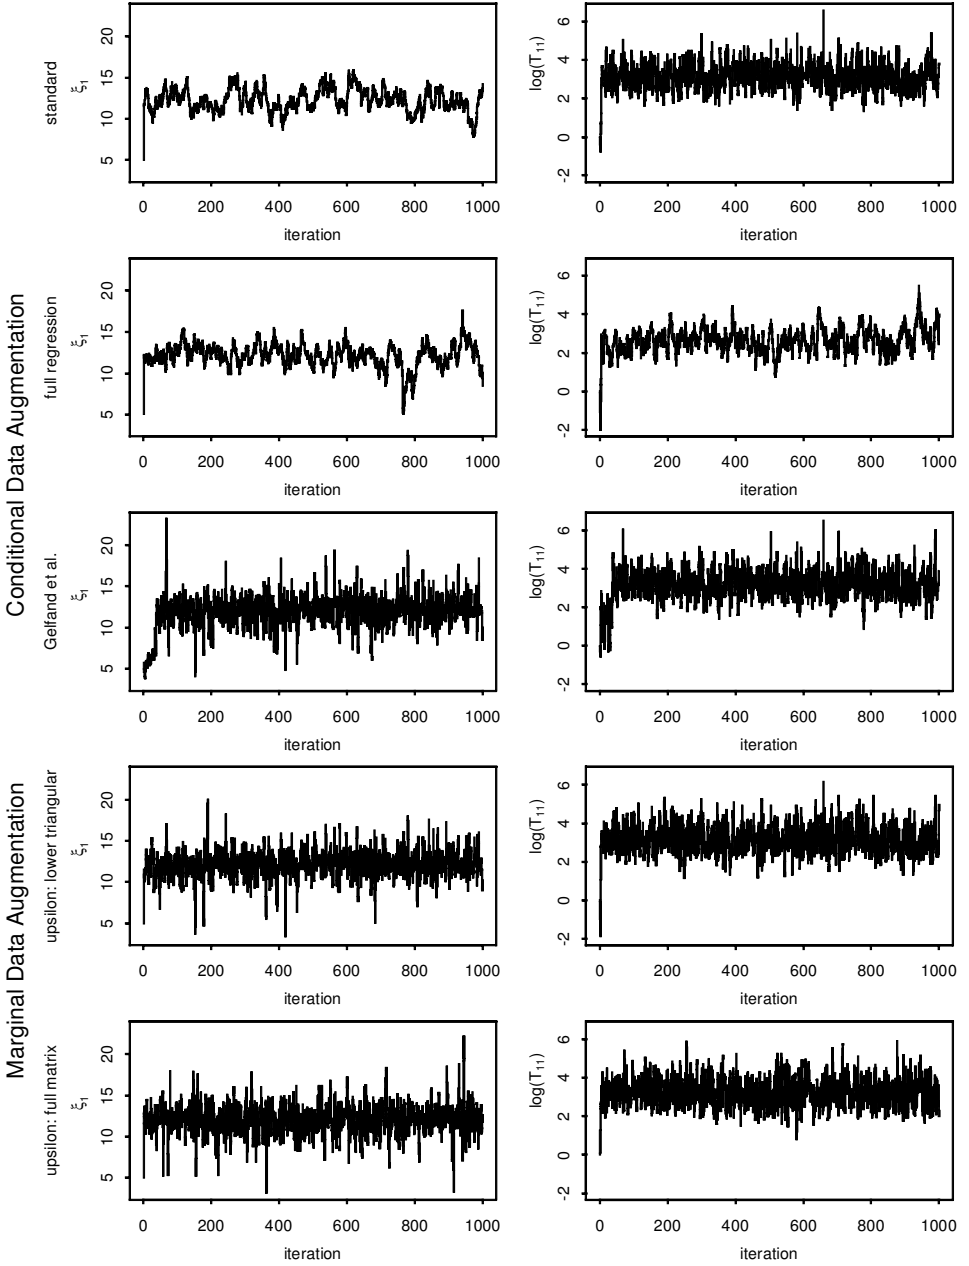 Conditional Data Augmentation
Marginal Data Augmentation
standard
ξ1
5 10 15 20
0 200 400 600 800 1000
iteration
log(T11)
-2 0 2 4 6
0 200 400 600 800 1000
iteration
full regression
ξ1
5 10 15 20
0 200 400 600 800 1000
iteration
log(T11)
-2 0 2 4 6
0 200 400 600 800 1000
iteration
Gelfand et al.
ξ1
5 10 15 20
0 200 400 600 800 1000
iteration
log(T11)
-2 0 2 4 6
0 200 400 600 800 1000
iteration
upsilon: lower triangular
ξ1
5 10 15 20
0 200 400 600 800 1000
iteration
log(T11)
-2 0 2 4 6
0 200 400 600 800 1000
iteration
upsilon: full matrix
ξ1
5 10 15 20
0 200 400 600 800 1000
iteration
log(T11)
-2 0 2 4 6
0 200 400 600 800 1000
iteration